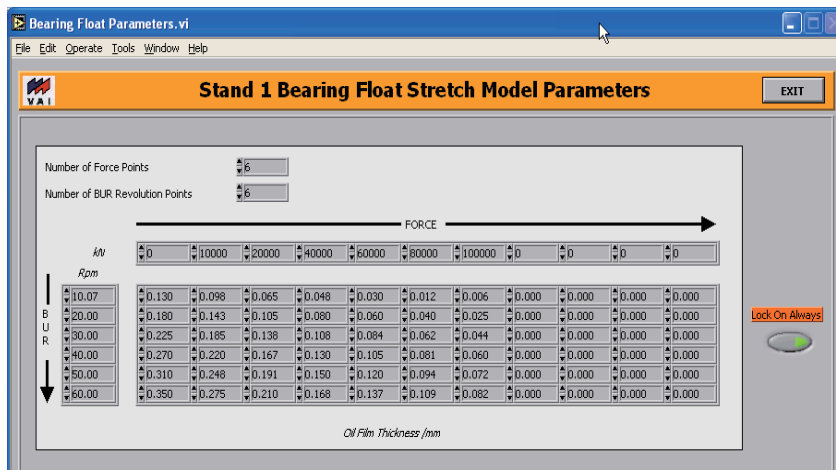 Bearing Float Parameters.vi
File Edit Operate Tools Window Help
VAI
Stand 1 Bearing Float Stretch Model Parameters
EXIT
Number of Force Points 6
Number of BUR Revolution Points 6
FORCE
kN 0 10000 20000 40000 60000 80000 100000 0 0 0 0
Rpm
BUR
10.07 0.130 0.098 0.065 0.048 0.030 0.012 0.006 0.000 0.000 0.000 0.000
20.00 0.180 0.143 0.105 0.080 0.060 0.040 0.025 0.000 0.000 0.000 0.000
30.00 0.225 0.185 0.138 0.108 0.084 0.062 0.044 0.000 0.000 0.000 0.000
40.00 0.270 0.220 0.167 0.130 0.105 0.081 0.060 0.000 0.000 0.000 0.000
50.00 0.310 0.248 0.191 0.150 0.120 0.094 0.072 0.000 0.000 0.000 0.000
60.00 0.350 0.275 0.210 0.168 0.137 0.109 0.082 0.000 0.000 0.000 0.000
Lock On Always
Oil Film Thickness /mm